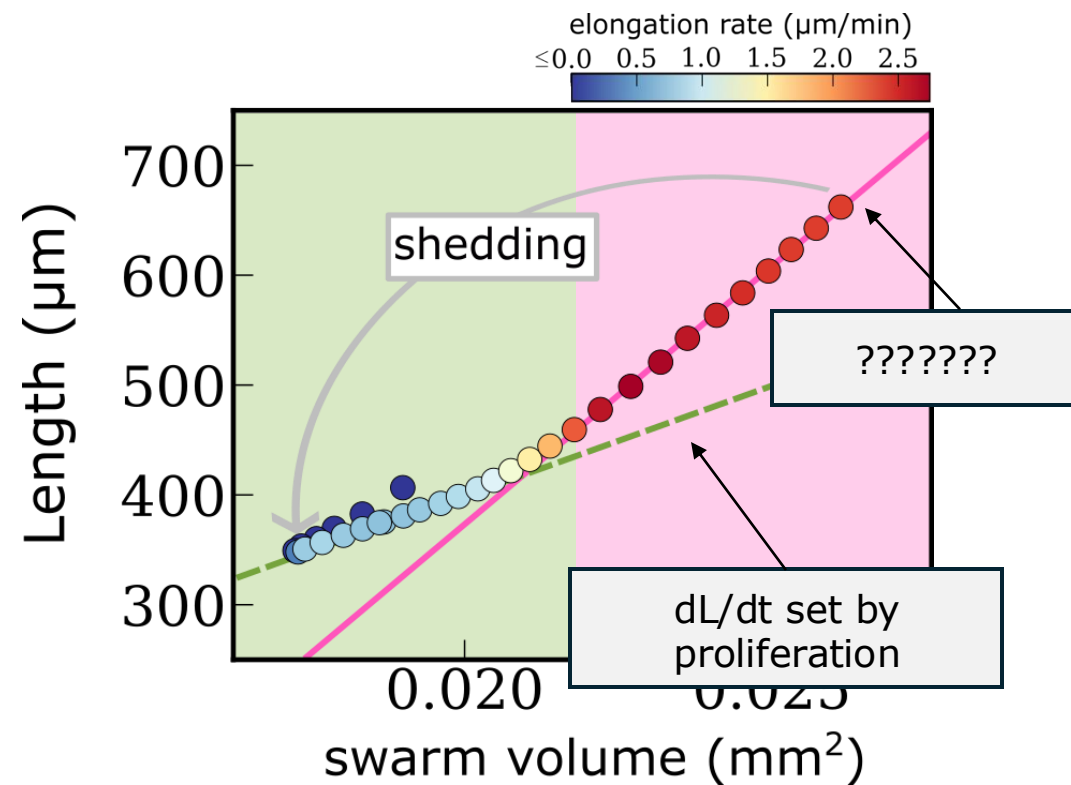 elongation rate (μm/min)
≤0.0 0.5 1.0 1.5 2.0 2.5
700
600
500
400
300
Length (μm)
shedding
???????
dL/dt set by
proliferation
0.020 0.025
swarm volume (mm²)